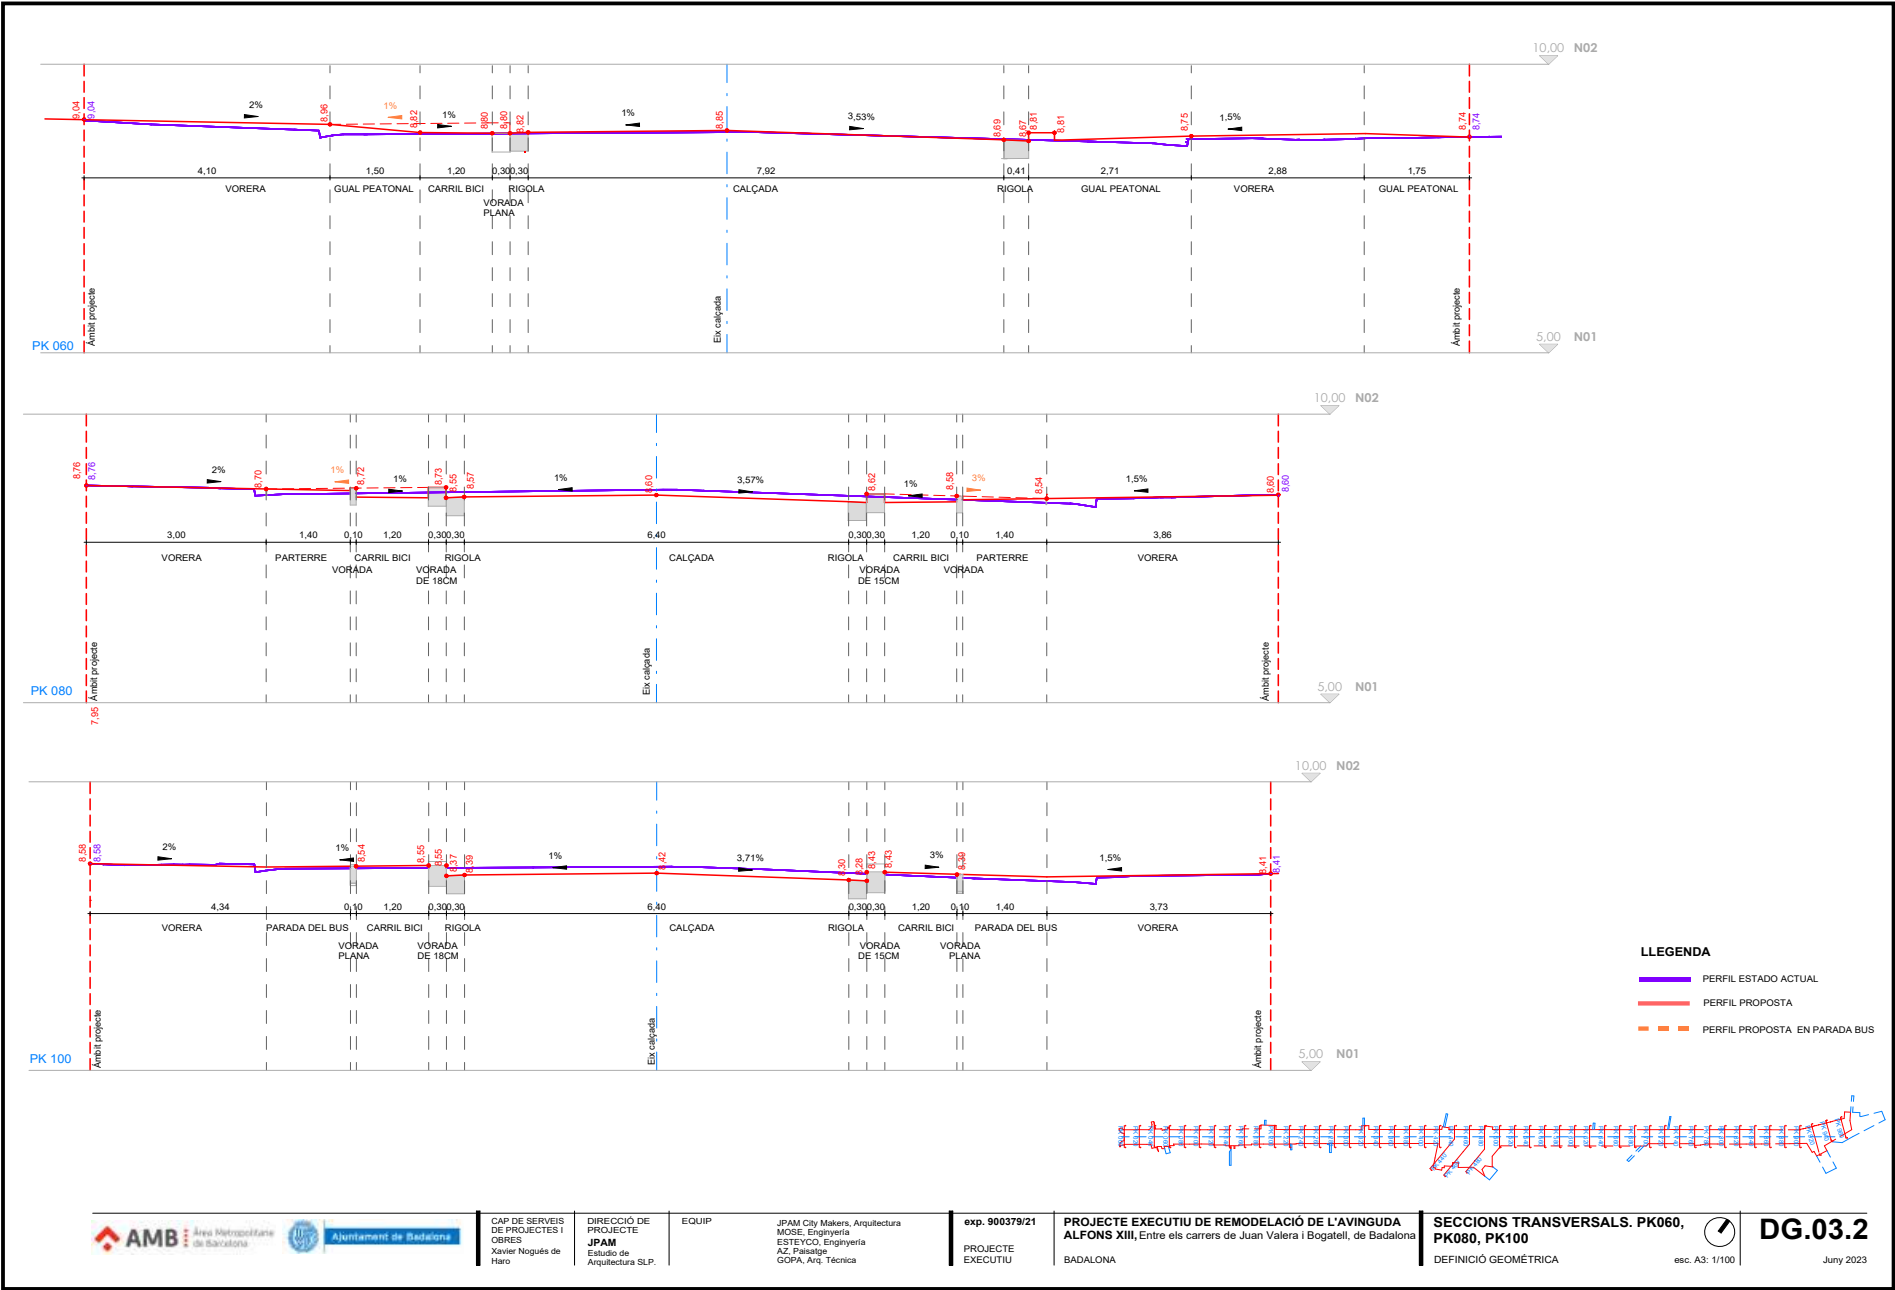 10,00 N02
9,04
9,04
2%
8,96
1%
8,82
1%
8,80
8,80
8,82
1%
8,85
3,53%
8,69
8,67
8,81
8,81
8,75
1,5%
8,74
8,74
4,10
1,50
1,20
0,30
0,30
7,92
0,41
2,71
2,88
1,75
VORERA
GUAL PEATONAL
CARRIL BICI
RIGOLA
CALÇADA
RIGOLA
GUAL PEATONAL
VORERA
GUAL PEATONAL
VORADA
PLANA
Àmbit projecte
Eix calçada
Àmbit projecte
PK 060
5,00 N01
10,00 N02
8,76
8,76
2%
8,70
1%
8,72
1%
8,73
8,55
8,57
1%
8,60
3,57%
8,62
1%
8,58
3%
8,54
1,5%
8,60
8,60
3,00
1,40
0,10
1,20
0,30
0,30
6,40
0,30
0,30
1,20
0,10
1,40
3,86
VORERA
PARTERRE
CARRIL BICI
RIGOLA
CALÇADA
RIGOLA
CARRIL BICI
PARTERRE
VORERA
VORADA
VORADA
DE 18CM
VORADA
DE 15CM
VORADA
Àmbit projecte
Eix calçada
Àmbit projecte
PK 080
5,00 N01
7,95
10,00 N02
8,58
8,58
2%
1%
8,54
8,55
8,55
8,37
8,39
1%
8,42
3,71%
8,30
8,28
8,43
8,43
3%
8,39
1,5%
8,41
8,41
4,34
0,10
1,20
0,30
0,30
6,40
0,30
0,30
1,20
0,10
1,40
3,73
VORERA
PARADA DEL BUS
CARRIL BICI
RIGOLA
CALÇADA
RIGOLA
CARRIL BICI
PARADA DEL BUS
VORERA
VORADA
PLANA
VORADA
DE 18CM
VORADA
DE 15CM
VORADA
PLANA
Àmbit projecte
Eix calçada
Àmbit projecte
PK 100
5,00 N01
LLEGENDA
PERFIL ESTADO ACTUAL
PERFIL PROPOSTA
PERFIL PROPOSTA EN PARADA BUS
AMB
Àrea Metropolitana
de Barcelona
Ajuntament de Badalona
CAP DE SERVEIS
DE PROJECTES I
OBRES
Xavier Nogués de
Haro
DIRECCIÓ DE
PROJECTE
JPAM
Estudio de
Arquitectura SLP.
EQUIP
JPAM City Makers, Arquitectura
MOSE, Enginyeria
ESTEYCO, Enginyeria
AZ, Paisatge
GOPA, Arq. Técnica
exp. 900379/21
PROJECTE
EXECUTIU
PROJECTE EXECUTIU DE REMODELACIÓ DE L'AVINGUDA
ALFONS XIII, Entre els carrers de Juan Valera i Bogatell, de Badalona
BADALONA
SECCIONS TRANSVERSALS. PK060,
PK080, PK100
DEFINICIÓ GEOMÈTRICA
esc. A3: 1/100
DG.03.2
Juny 2023